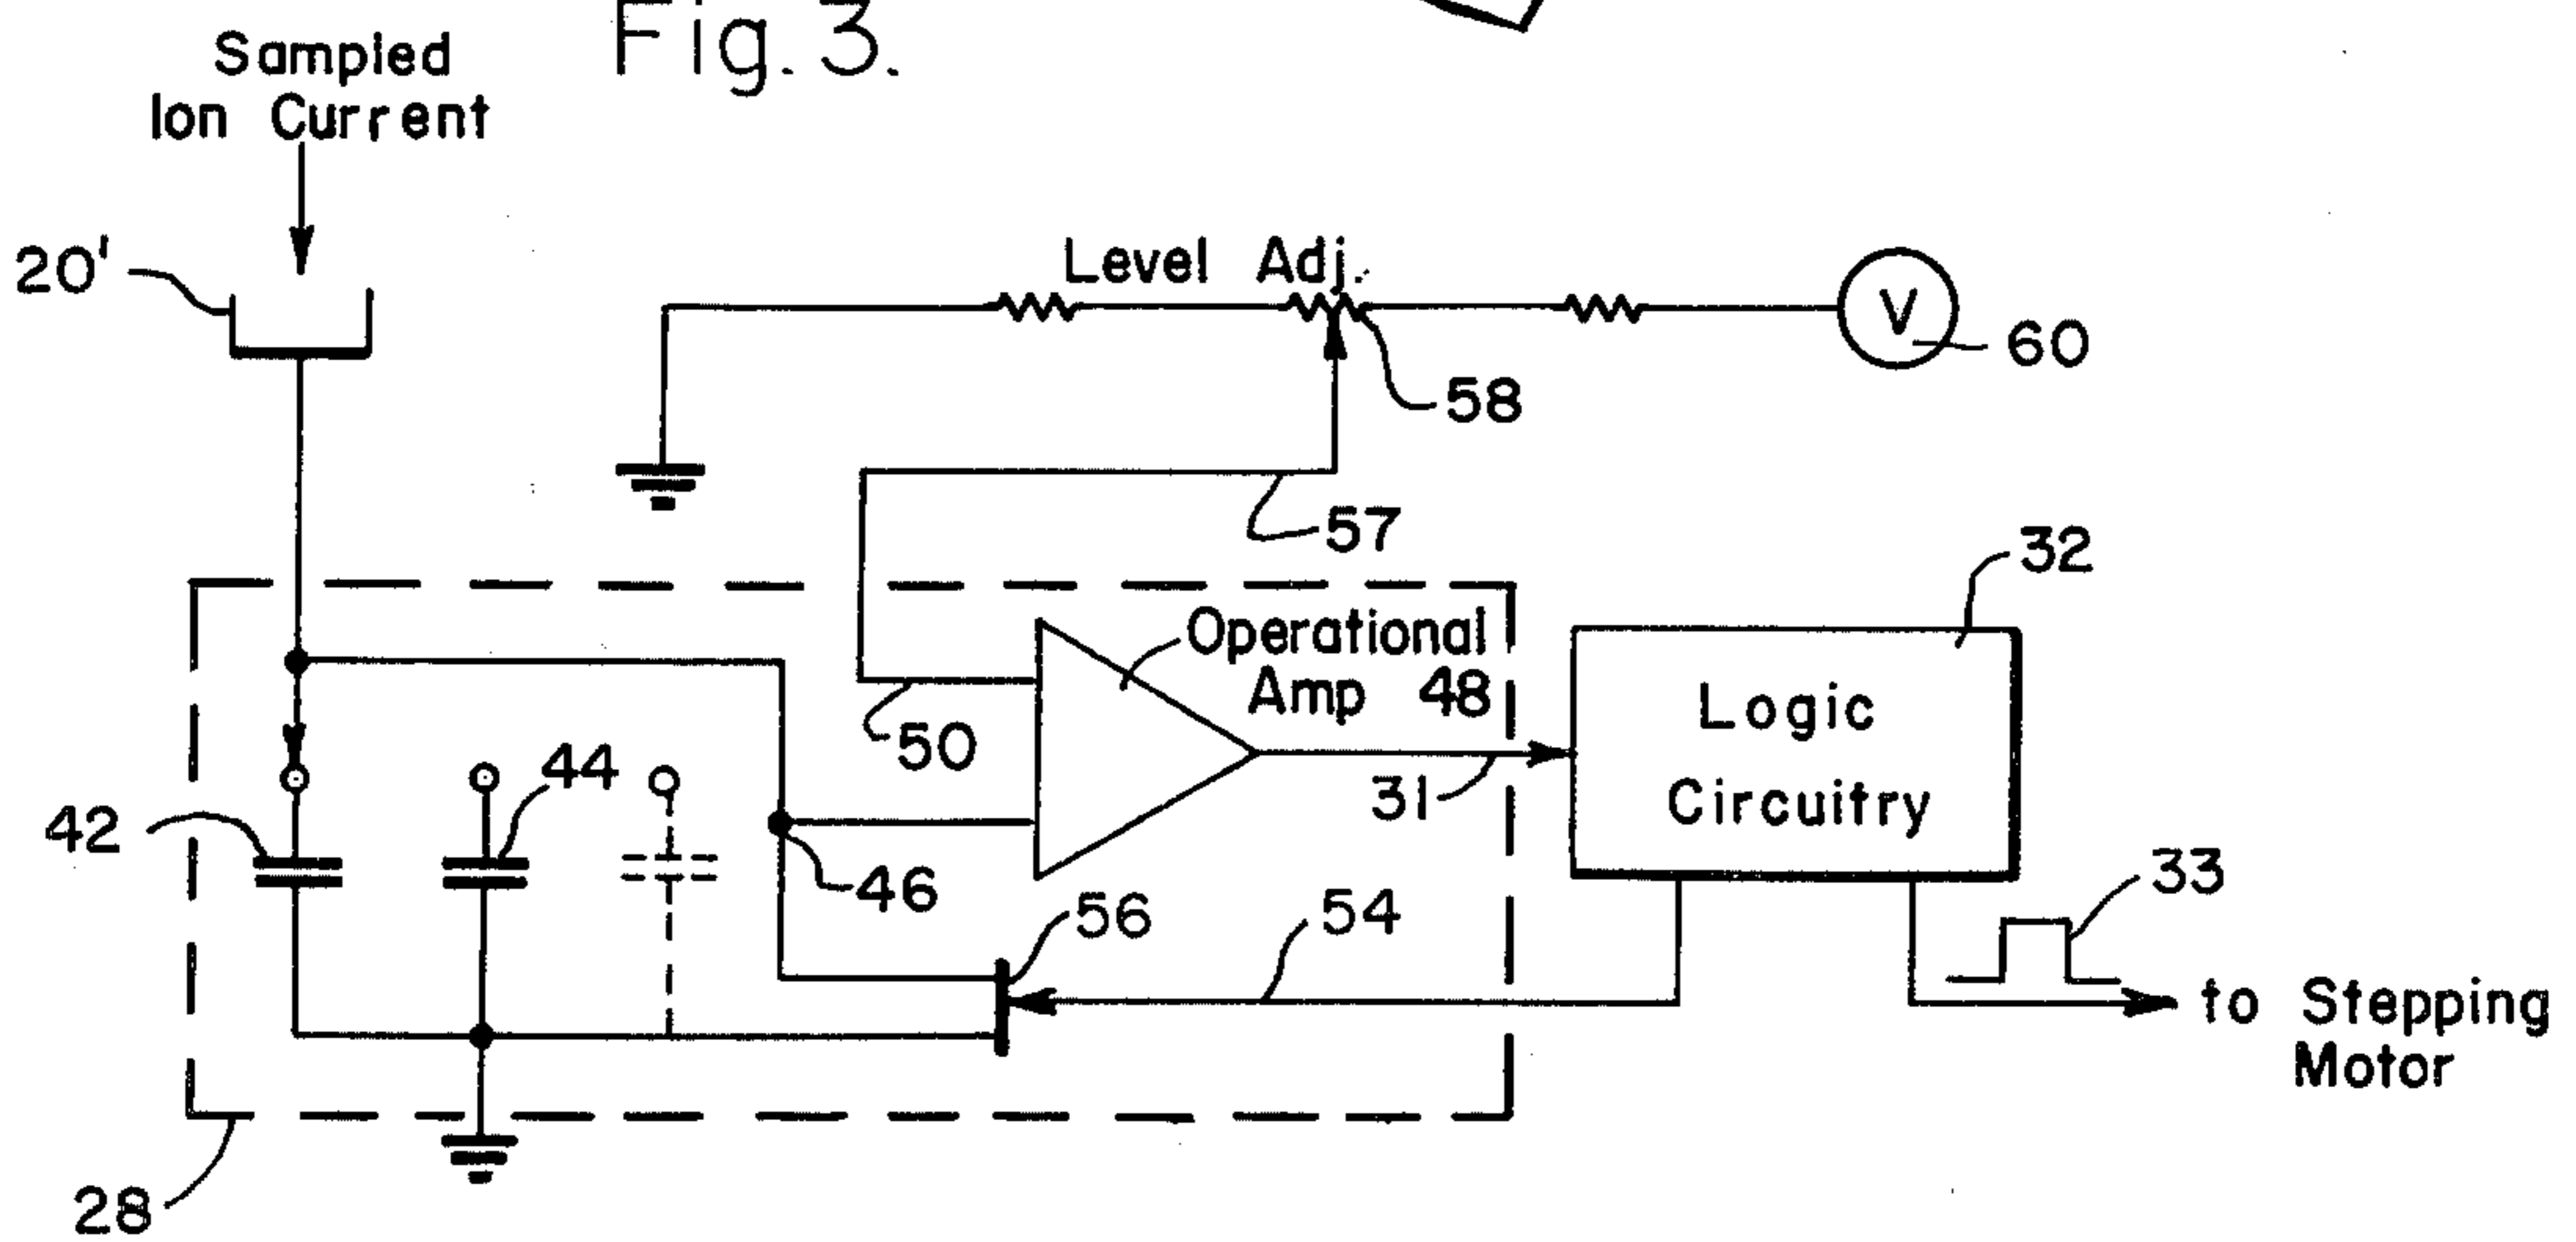 Fig. 3.
Sampled
Ion Current
20'
Level Adj.
V
60
58
57
32
Operational
Amp 48
50
Logic
Circuitry
31
42
44
46
56
54
33
to Stepping
Motor
28